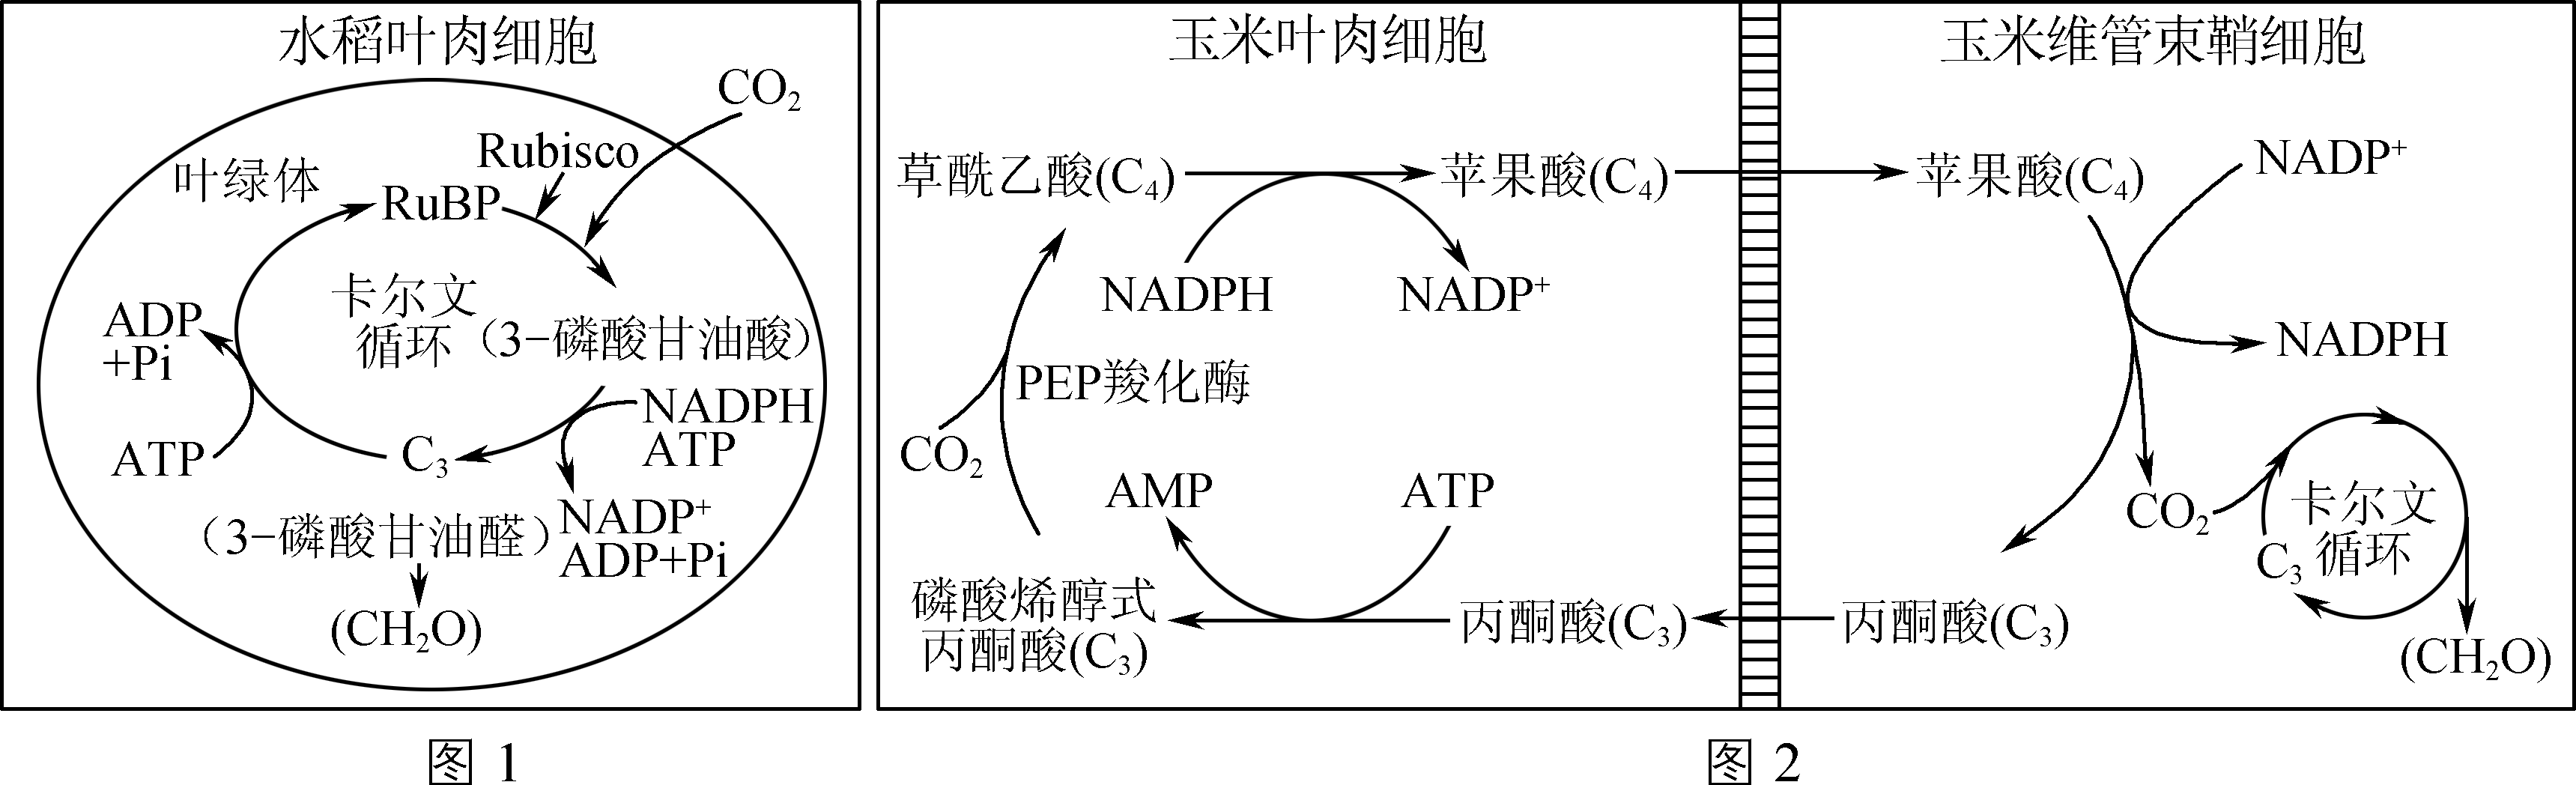 水稻叶肉细胞
CO₂
Rubisco
叶绿体
RuBP
卡尔文
循环
(3-磷酸甘油酸)
ADP
+Pi
ATP
NADPH
ATP
C₃
NADP⁺
ADP+Pi
(3-磷酸甘油醛)
(CH₂O)
图 1
玉米叶肉细胞
草酰乙酸(C₄)
苹果酸(C₄)
NADPH
NADP⁺
PEP羧化酶
CO₂
AMP
ATP
磷酸烯醇式
丙酮酸(C₃)
丙酮酸(C₃)
玉米维管束鞘细胞
苹果酸(C₄)
NADP⁺
NADPH
CO₂
卡尔文
循环
C₃
丙酮酸(C₃)
(CH₂O)
图 2